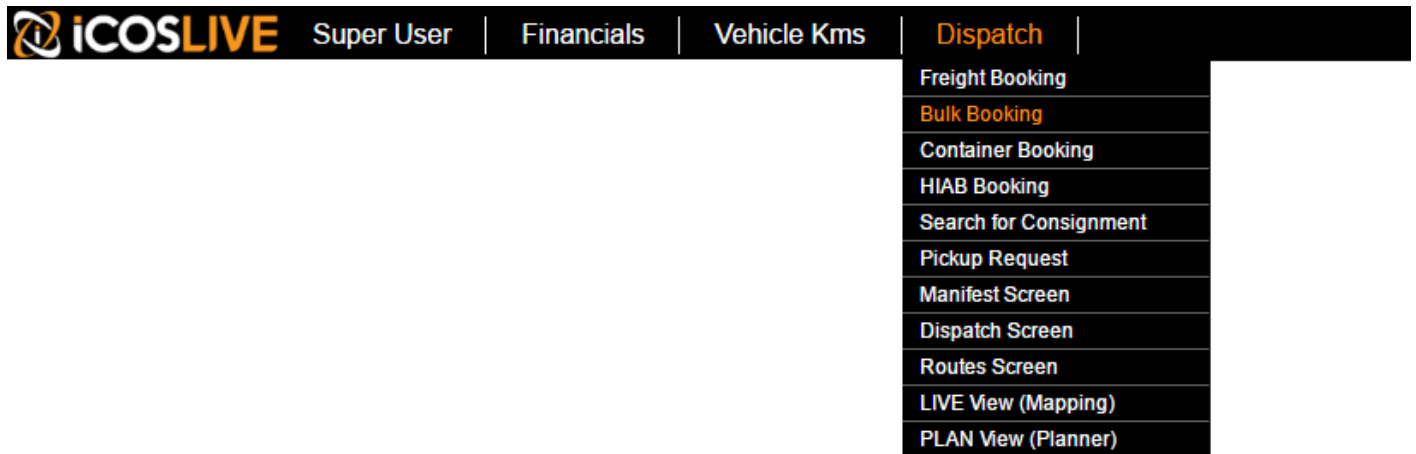 iCOSLIVE Super User Financials Vehicle Kms Dispatch
Freight Booking
Bulk Booking
Container Booking
HIAB Booking
Search for Consignment
Pickup Request
Manifest Screen
Dispatch Screen
Routes Screen
LIVE View (Mapping)
PLAN View (Planner)